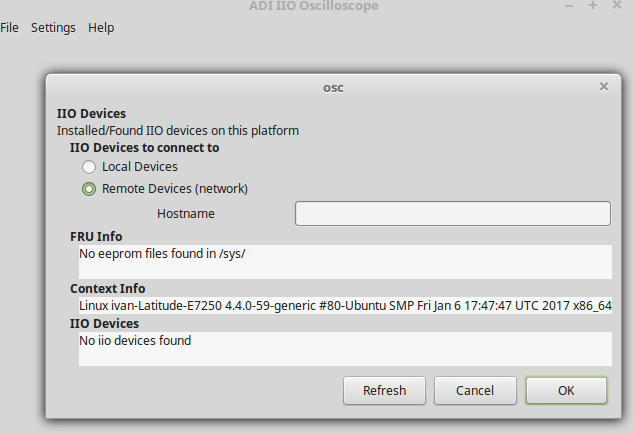 ADI IIO Oscilloscope
File Settings Help
osc
IIO Devices
Installed/Found IIO devices on this platform
IIO Devices to connect to
Local Devices
Remote Devices (network)
Hostname
FRU Info
No eeprom files found in /sys/
Context Info
Linux ivan-Latitude-E7250 4.4.0-59-generic #80-Ubuntu SMP Fri Jan 6 17:47:47 UTC 2017 x86_64
IIO Devices
No iio devices found
Refresh Cancel OK